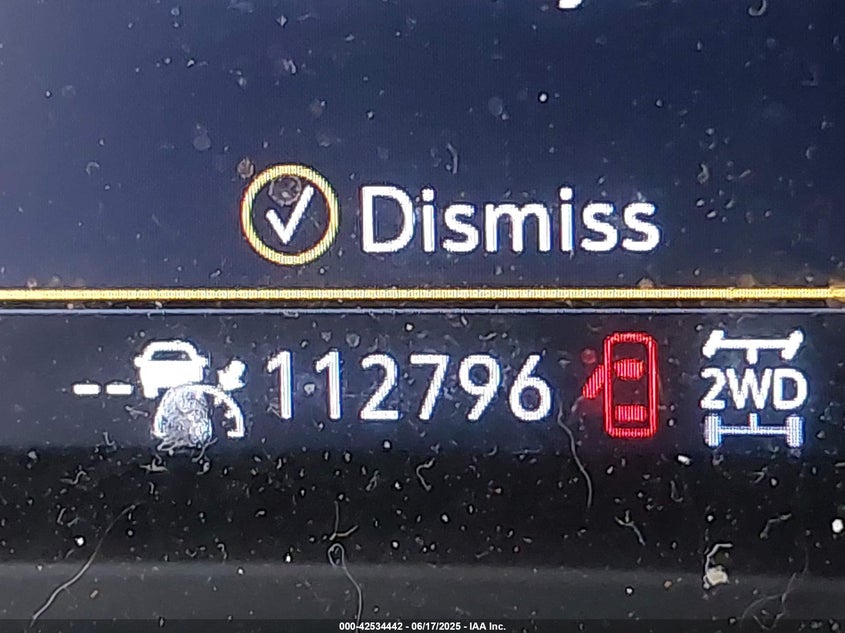 Dismiss
112796
2WD
000-42534442 - 06/17/2025 - IAA Inc.